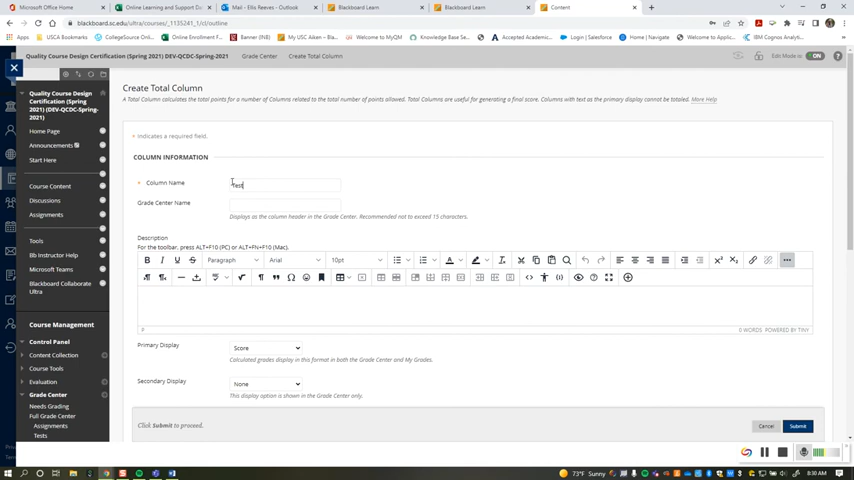 Microsoft Office Home
Online Learning and Support Da
Mail - Ellis Reeves - Outlook
Blackboard Learn
Blackboard Learn
Content
blackboard.sc.edu/ultra/courses/_1135241_1/cl/outline
Apps
USCA Bookmarks
CollegeSource Onli...
Online Enrollment F...
Banner (INB)
My USC Aiken – Bla...
Welcome to MyQM
Knowledge Base Se...
Accepted Academic...
Login | Salesforce
Home | Navigate
Welcome to Applic...
IBM Cognos Analytics
Quality Course Design Certification (Spring 2021) DEV-QCDC-Spring-2021
Grade Center
Create Total Column
Edit Mode is:
ON
Quality Course Design
Certification (Spring
2021) (DEV-QCDC-Spring-
2021)
Home Page
Announcements
Start Here
Course Content
Discussions
Assignments
Tools
Bb Instructor Help
Microsoft Teams
Blackboard Collaborate
Ultra
Course Management
Control Panel
Content Collection
Course Tools
Evaluation
Grade Center
Needs Grading
Full Grade Center
Assignments
Tests
Create Total Column
A Total Column calculates the total points for a number of Columns related to the total number of points allowed. Total Columns are useful for generating a final score. Columns with text as the primary display cannot be totaled. More Help
* Indicates a required field.
COLUMN INFORMATION
* Column Name
Test
Grade Center Name
Displays as the column header in the Grade Center. Recommended not to exceed 15 characters.
Description
For the toolbar, press ALT+F10 (PC) or ALT+FN+F10 (Mac).
B I U S Paragraph Arial 10pt
P
0 WORDS POWERED BY TINY
Primary Display
Score
Calculated grades display in this format in both the Grade Center and My Grades.
Secondary Display
None
This display option is shown in the Grade Center only.
Click Submit to proceed.
Cancel
Submit
73°F Sunny
8:30 AM